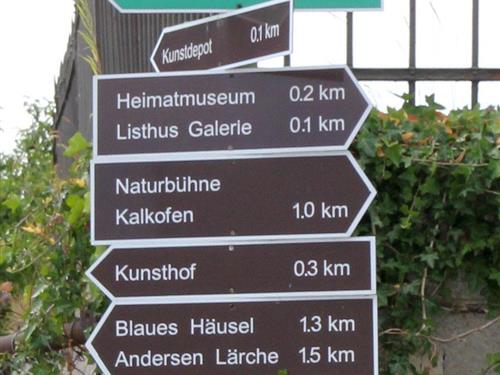 Kunstdepot 0.1 km
Heimatmuseum 0.2 km
Listhus Galerie 0.1 km
Naturbühne
Kalkofen 1.0 km
Kunsthof 0.3 km
Blaues Häusel 1.3 km
Andersen Lärche 1.5 km